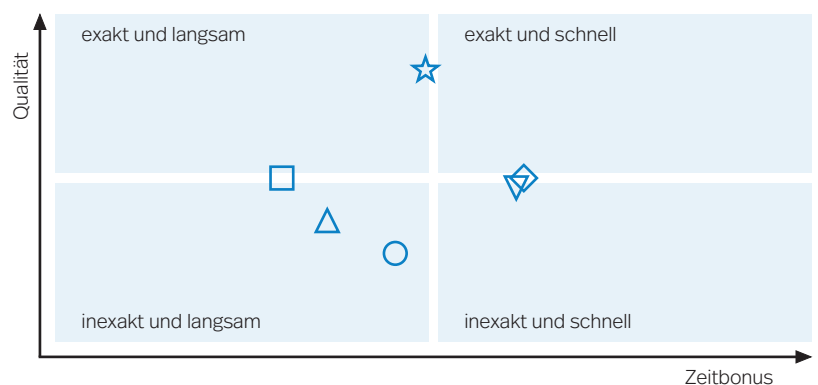 exakt und langsam
exakt und schnell
Qualität
inexakt und langsam
inexakt und schnell
Zeitbonus